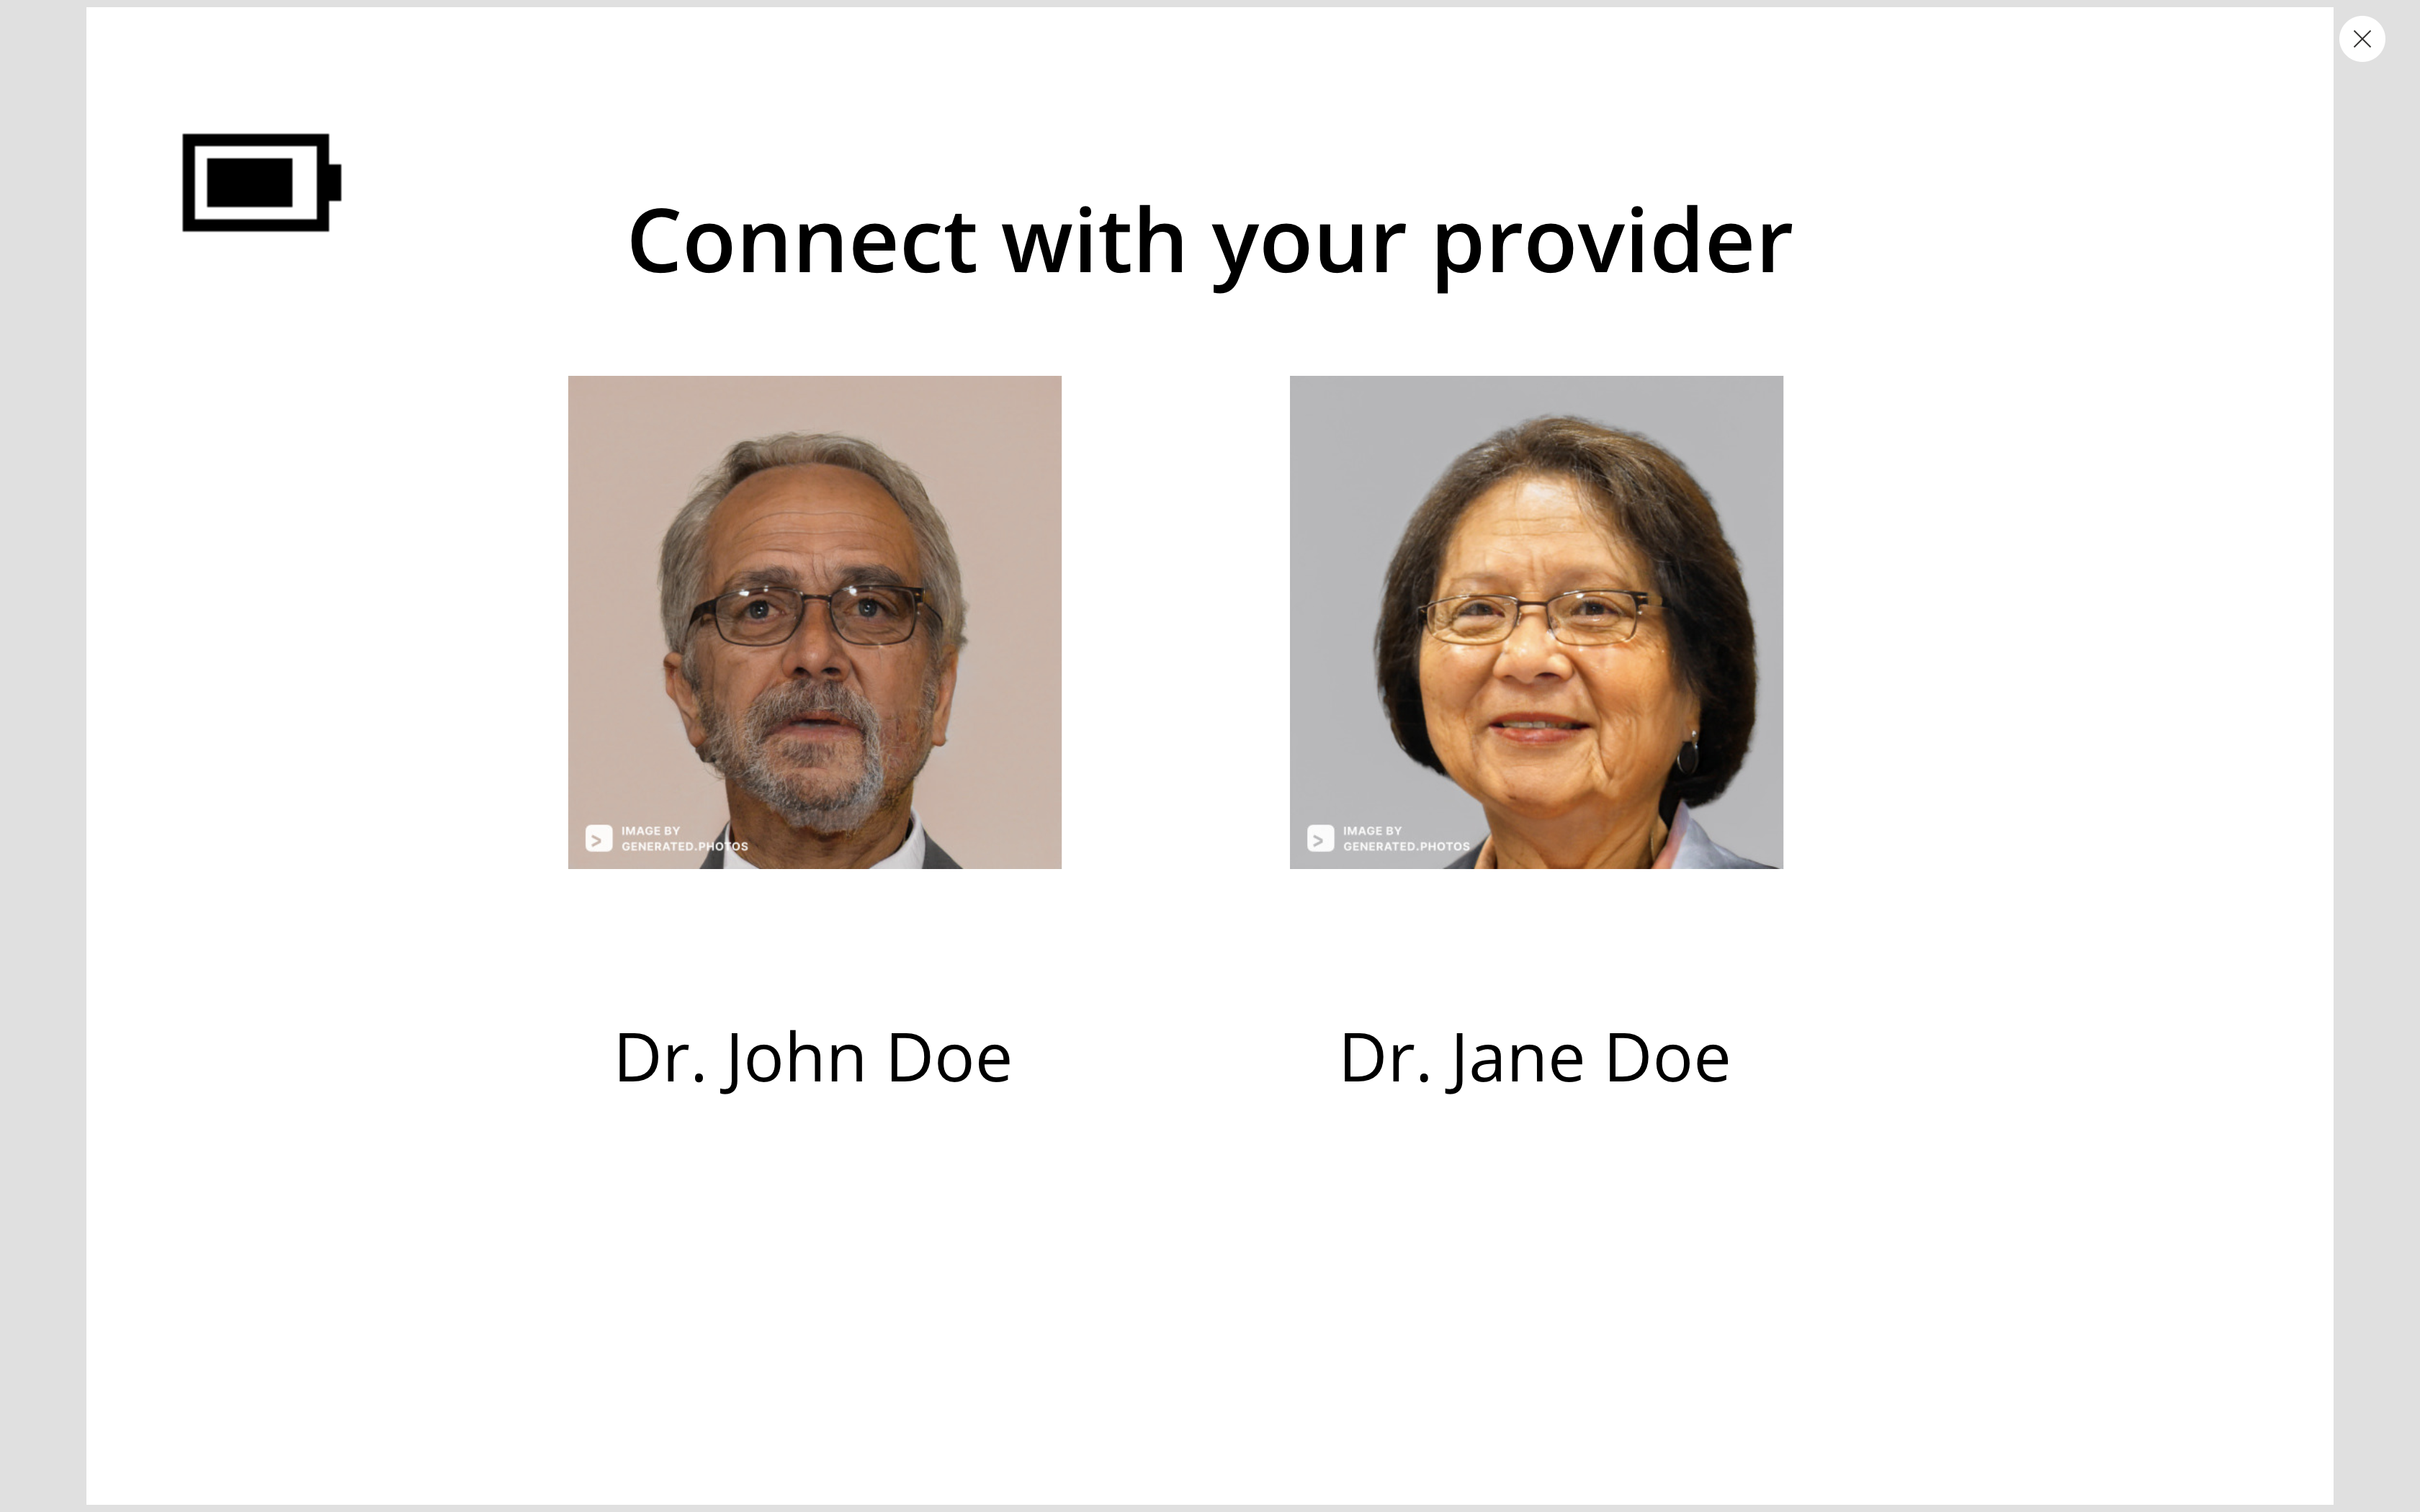 Connect with your provider
IMAGE BY
GENERATED.PHOTOS
IMAGE BY
GENERATED.PHOTOS
Dr. John Doe
Dr. Jane Doe